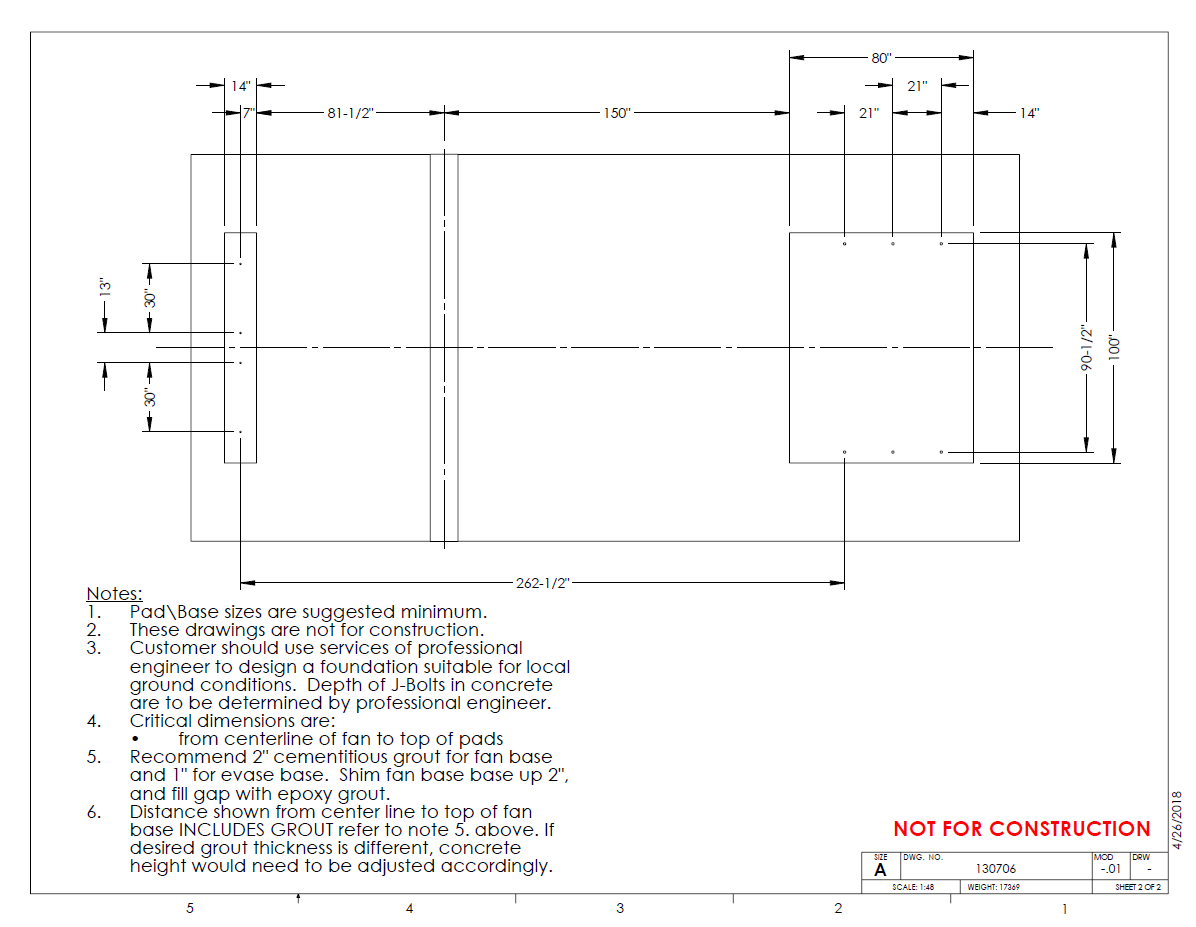 80"
14"
21"
7"
81-1/2"
150"
21"
14"
13"
30"
90-1/2"
100"
30"
262-1/2"
Notes:
1. Pad\Base sizes are suggested minimum.
2. These drawings are not for construction.
3. Customer should use services of professional
engineer to design a foundation suitable for local
ground conditions. Depth of J-Bolts in concrete
are to be determined by professional engineer.
4. Critical dimensions are:
• from centerline of fan to top of pads
5. Recommend 2" cementitious grout for fan base
and 1" for evase base. Shim fan base base up 2",
and fill gap with epoxy grout.
6. Distance shown from center line to top of fan
base INCLUDES GROUT refer to note 5. above. If
desired grout thickness is different, concrete
height would need to be adjusted accordingly.
4/26/2018
NOT FOR CONSTRUCTION
SIZE
A
DWG. NO.
130706
MOD
-.01
DRW
-
SCALE: 1:48
WEIGHT: 17369
SHEET 2 OF 2
5
4
3
2
1